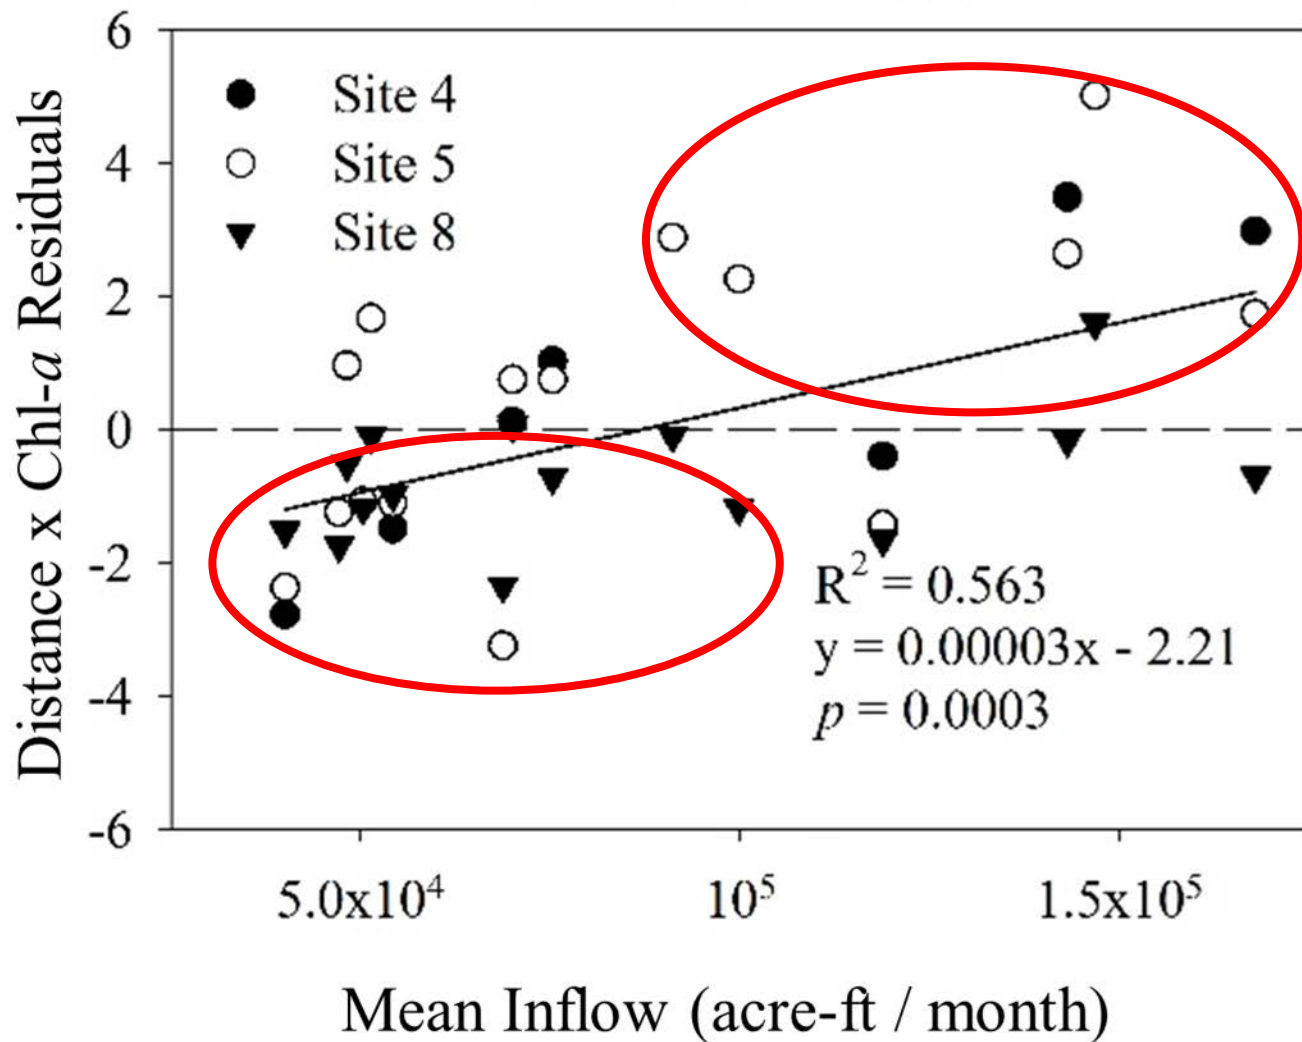 Distance x Chl-a Residuals
6
4
2
0
-2
-4
-6
Site 4
Site 5
Site 8
R² = 0.563
y = 0.00003x - 2.21
p = 0.0003
5.0x10⁴
10⁵
1.5x10⁵
Mean Inflow (acre-ft / month)